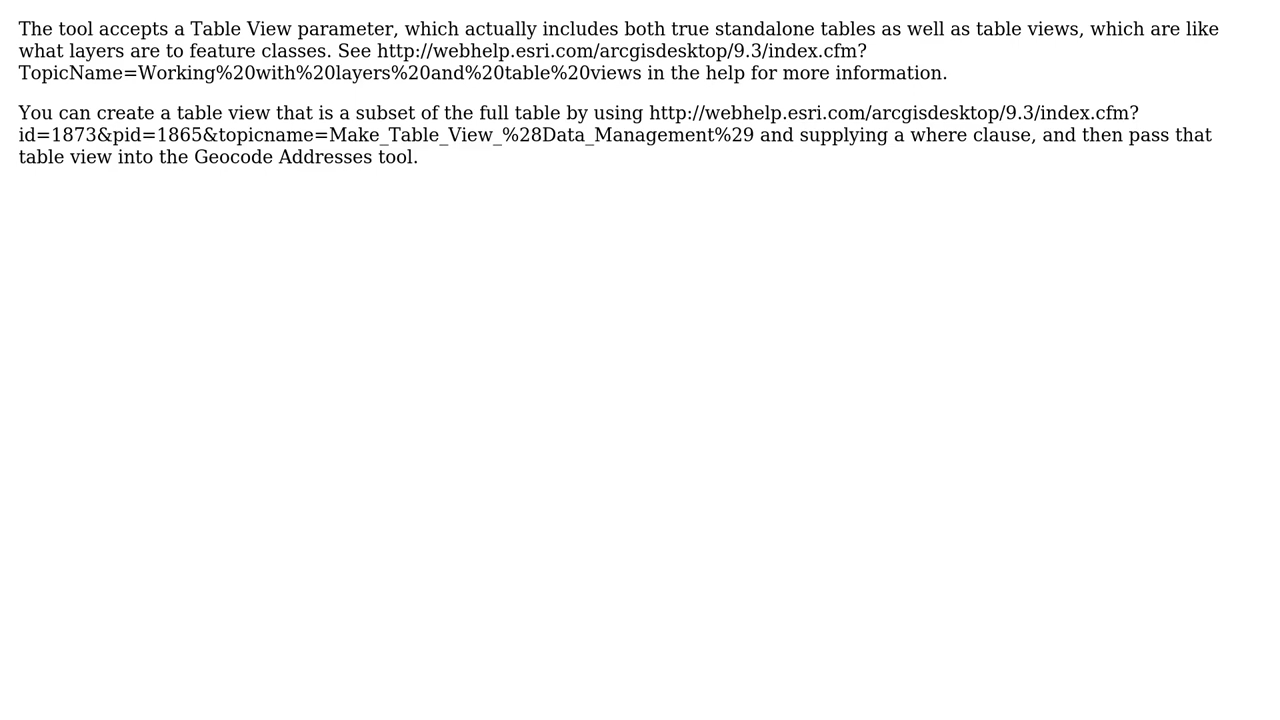 The tool accepts a Table View parameter, which actually includes both true standalone tables as well as table views, which are like
what layers are to feature classes. See http://webhelp.esri.com/arcgisdesktop/9.3/index.cfm?
TopicName=Working%20with%20layers%20and%20table%20views in the help for more information.
You can create a table view that is a subset of the full table by using http://webhelp.esri.com/arcgisdesktop/9.3/index.cfm?
id=1873&pid=1865&topicname=Make_Table_View_%28Data_Management%29 and supplying a where clause, and then pass that
table view into the Geocode Addresses tool.